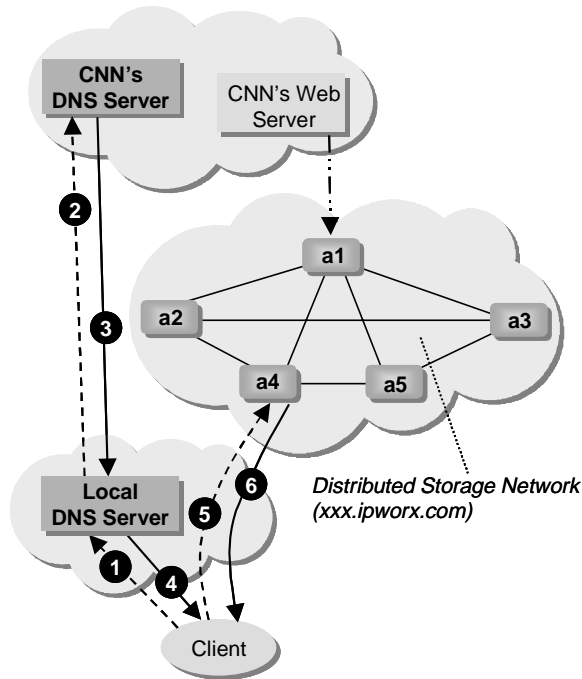 CNN's
DNS Server
CNN's Web
Server
2
a1
a2
a3
3
a4
a5
Local
DNS Server
5
6
Distributed Storage Network
(xxx.ipworx.com)
1
4
Client